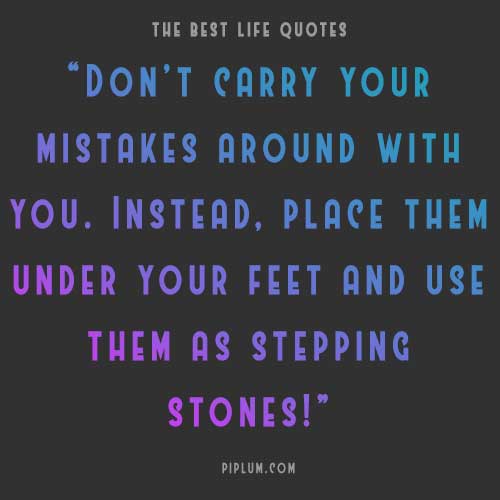 THE BEST LIFE QUOTES
“DON’T CARRY YOUR
MISTAKES AROUND WITH
YOU. INSTEAD, PLACE THEM
UNDER YOUR FEET AND USE
THEM AS STEPPING
STONES!”
PIPLUM.COM